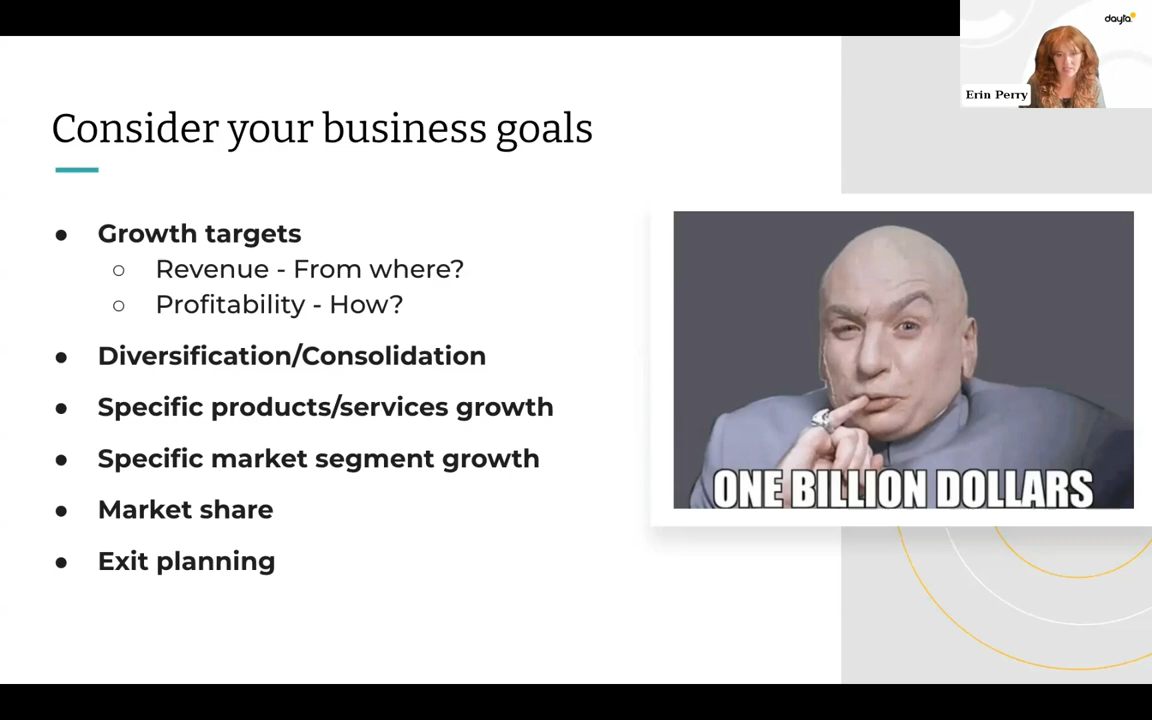 dayta
Erin Perry
Consider your business goals
● Growth targets
○ Revenue - From where?
○ Profitability - How?
● Diversification/Consolidation
● Specific products/services growth
● Specific market segment growth
● Market share
● Exit planning
ONE BILLION DOLLARS